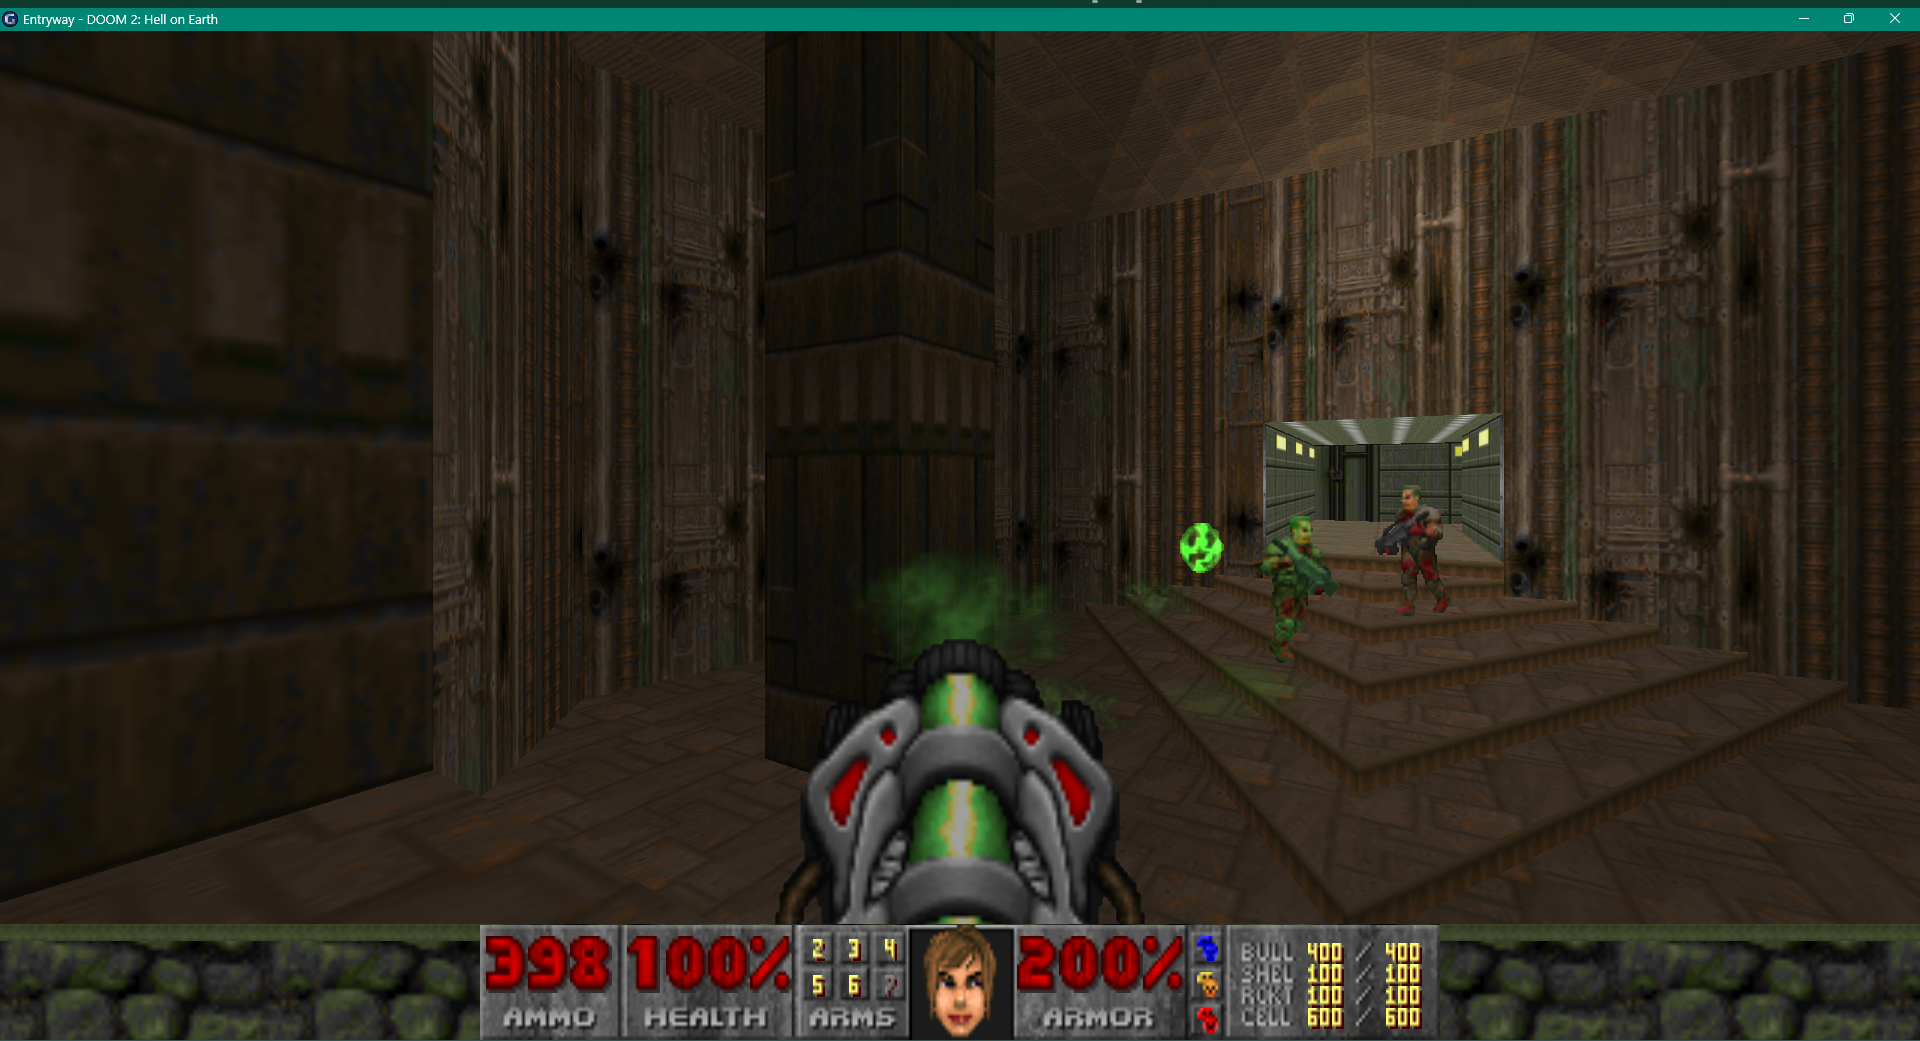 Entryway - DOOM 2: Hell on Earth
398 100% 2 3 4 200% BULL 400 / 400
SHEL 100 / 100
5 6 7 RCKT 100 / 100
AMMO HEALTH ARMS ARMOR CELL 600 / 600